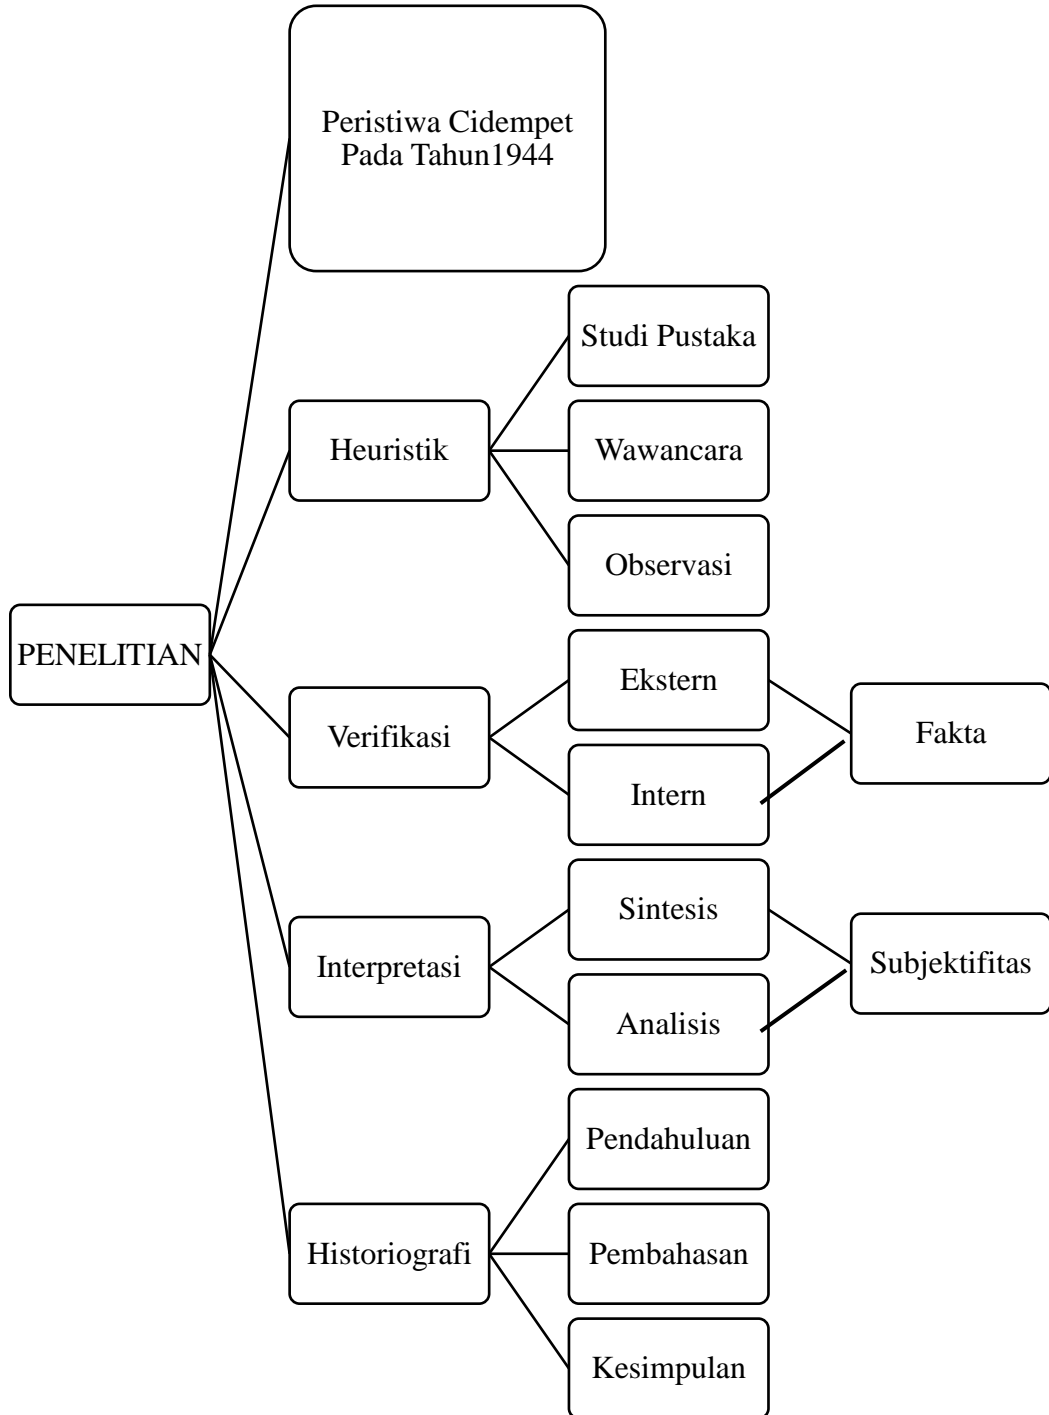 Peristiwa Cidempet
Pada Tahun1944
Studi Pustaka
Heuristik
Wawancara
Observasi
PENELITIAN
Ekstern
Verifikasi
Fakta
Intern
Sintesis
Interpretasi
Subjektifitas
Analisis
Pendahuluan
Historiografi
Pembahasan
Kesimpulan